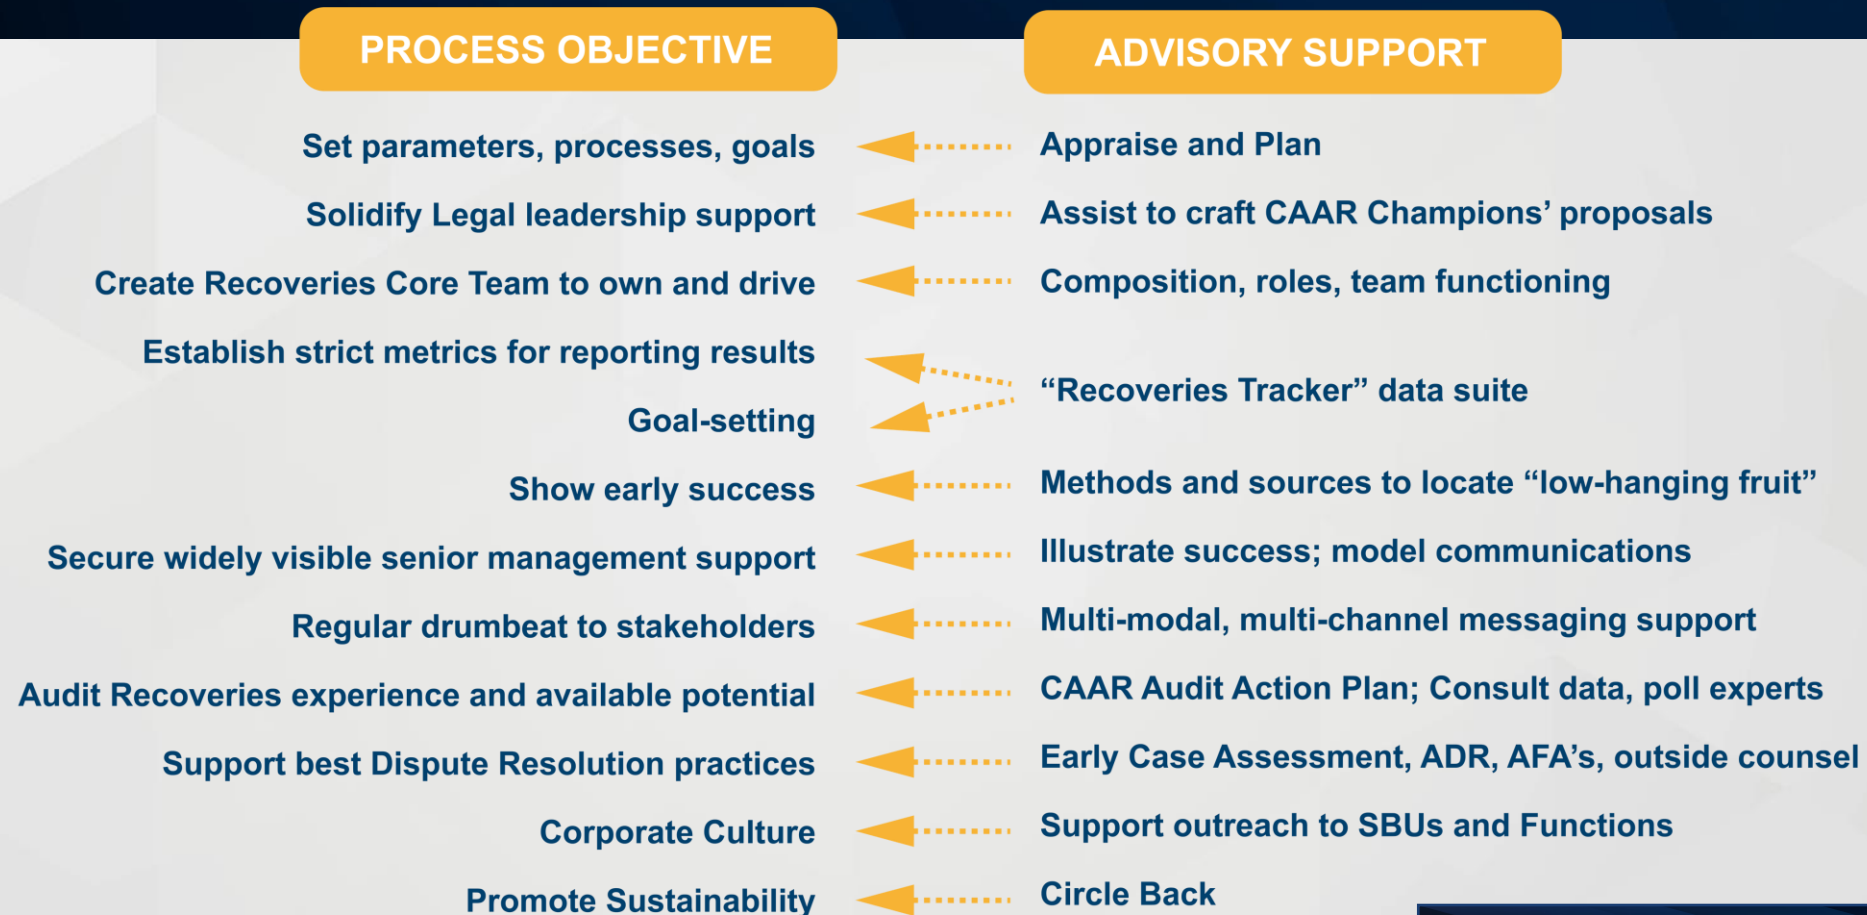 PROCESS OBJECTIVE
ADVISORY SUPPORT
Set parameters, processes, goals
Appraise and Plan
Solidify Legal leadership support
Assist to craft CAAR Champions’ proposals
Create Recoveries Core Team to own and drive
Composition, roles, team functioning
Establish strict metrics for reporting results
“Recoveries Tracker” data suite
Goal-setting
Show early success
Methods and sources to locate “low-hanging fruit”
Secure widely visible senior management support
Illustrate success; model communications
Regular drumbeat to stakeholders
Multi-modal, multi-channel messaging support
Audit Recoveries experience and available potential
CAAR Audit Action Plan; Consult data, poll experts
Support best Dispute Resolution practices
Early Case Assessment, ADR, AFA’s, outside counsel
Corporate Culture
Support outreach to SBUs and Functions
Promote Sustainability
Circle Back